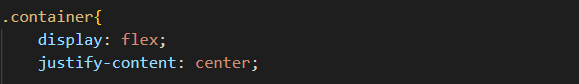 .container{
    display: flex;
    justify-content: center;